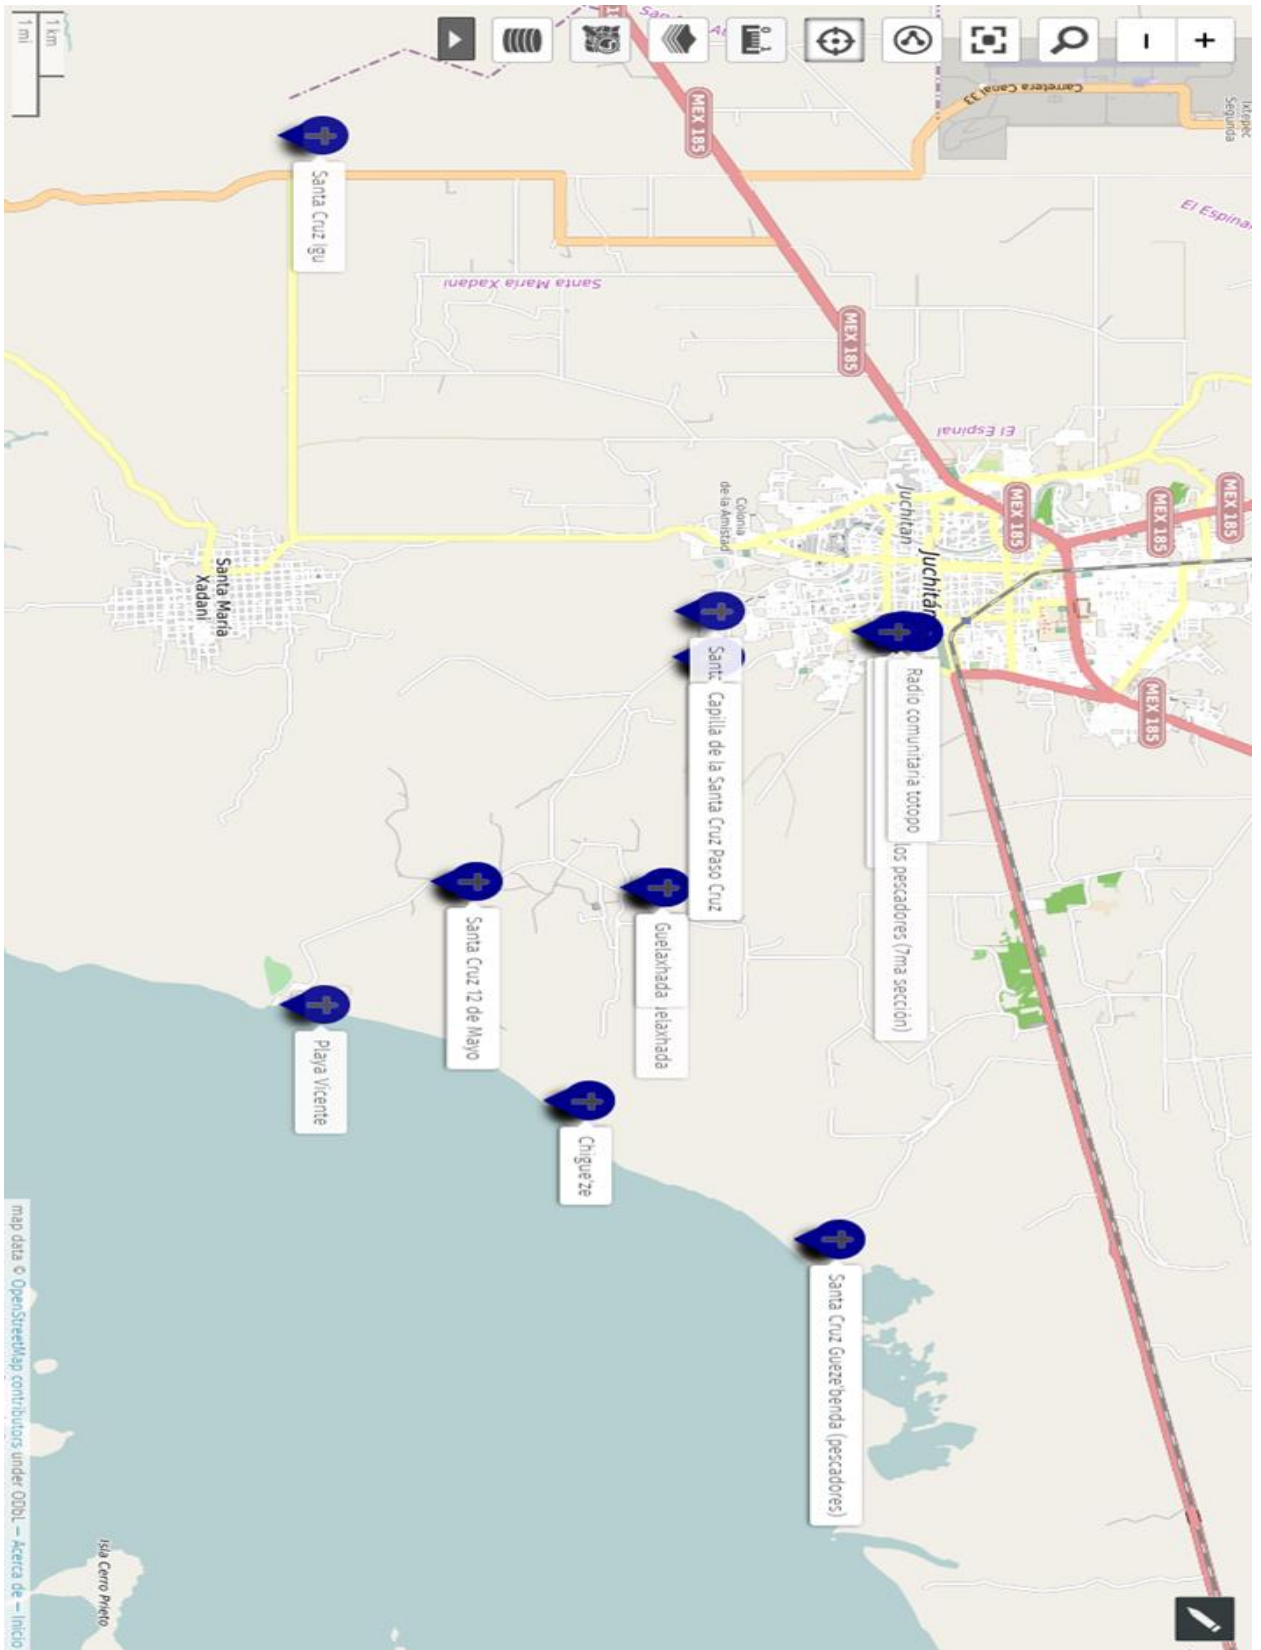 +
−
Ixtepec
Segunda
Carretera Canal 33
El Espinal
MEX 185
Santa Cruz Igú
Santa María Xadani
MEX 185
El Espinal
MEX 185
MEX 185
MEX 185
MEX 185
Juchitán
Juchitán
Colonia
de la Amistad
Santa María
Xadani
Radio comunitaria totopo
los pescadores (7ma sección)
Capilla de la Santa Cruz Paso Cruz
Guelaxhada
elaxhada
Santa Cruz 12 de Mayo
Playa Vicente
Chigue'ze
Santa Cruz Gueze'benda (pescadores)
Isla Cerro Prieto
1 km
1 mi
map data © OpenStreetMap contributors under ODbL — Acerca de — Inicio